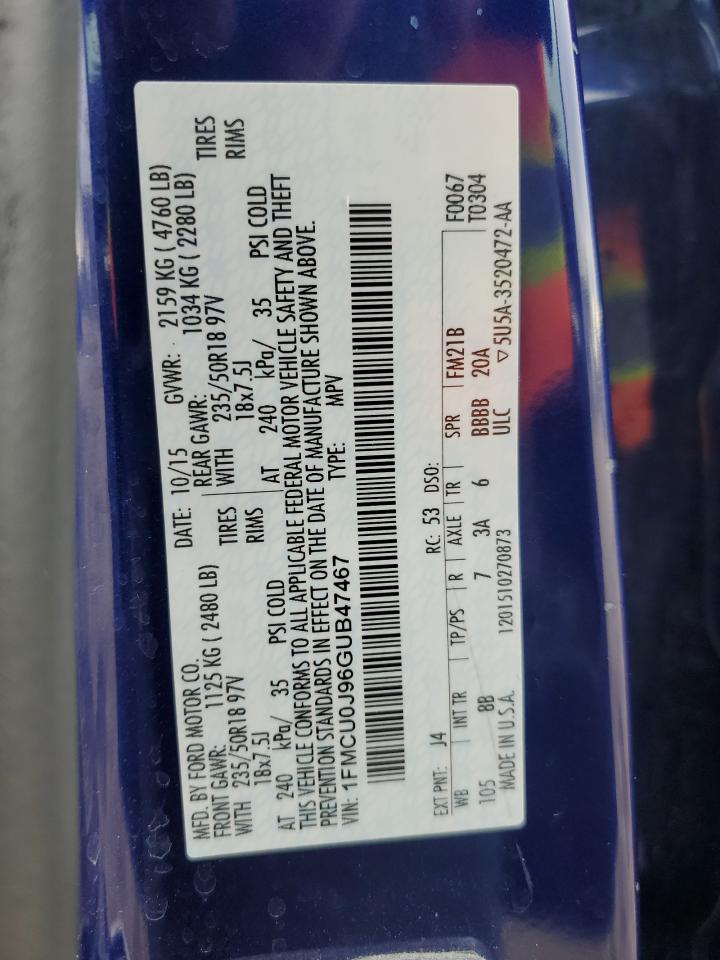 MFD. BY FORD MOTOR CO. DATE: 10/15 GVWR: 2159 KG ( 4760 LB)
FRONT GAWR: 1125 KG ( 2480 LB) REAR GAWR: 1034 KG ( 2280 LB)
WITH 235/50R18 97V TIRES WITH 235/50R18 97V TIRES
18x7.5J RIMS 18x7.5J RIMS
AT 240 kPa/ 35 PSI COLD AT 240 kPa/ 35 PSI COLD
THIS VEHICLE CONFORMS TO ALL APPLICABLE FEDERAL MOTOR VEHICLE SAFETY AND THEFT
PREVENTION STANDARDS IN EFFECT ON THE DATE OF MANUFACTURE SHOWN ABOVE.
VIN: 1FMCU0J96GUB47467 TYPE: MPV
EXT PNT: J4 RC: 53 DSO: F0067
WB INT TR TP/PS R AXLE TR SPR FM21B T0304
105 8B 7 3A 6 BBBB 20A
MADE IN U.S.A. 1201510270873 ULC ▽5U5A-3520472-AA